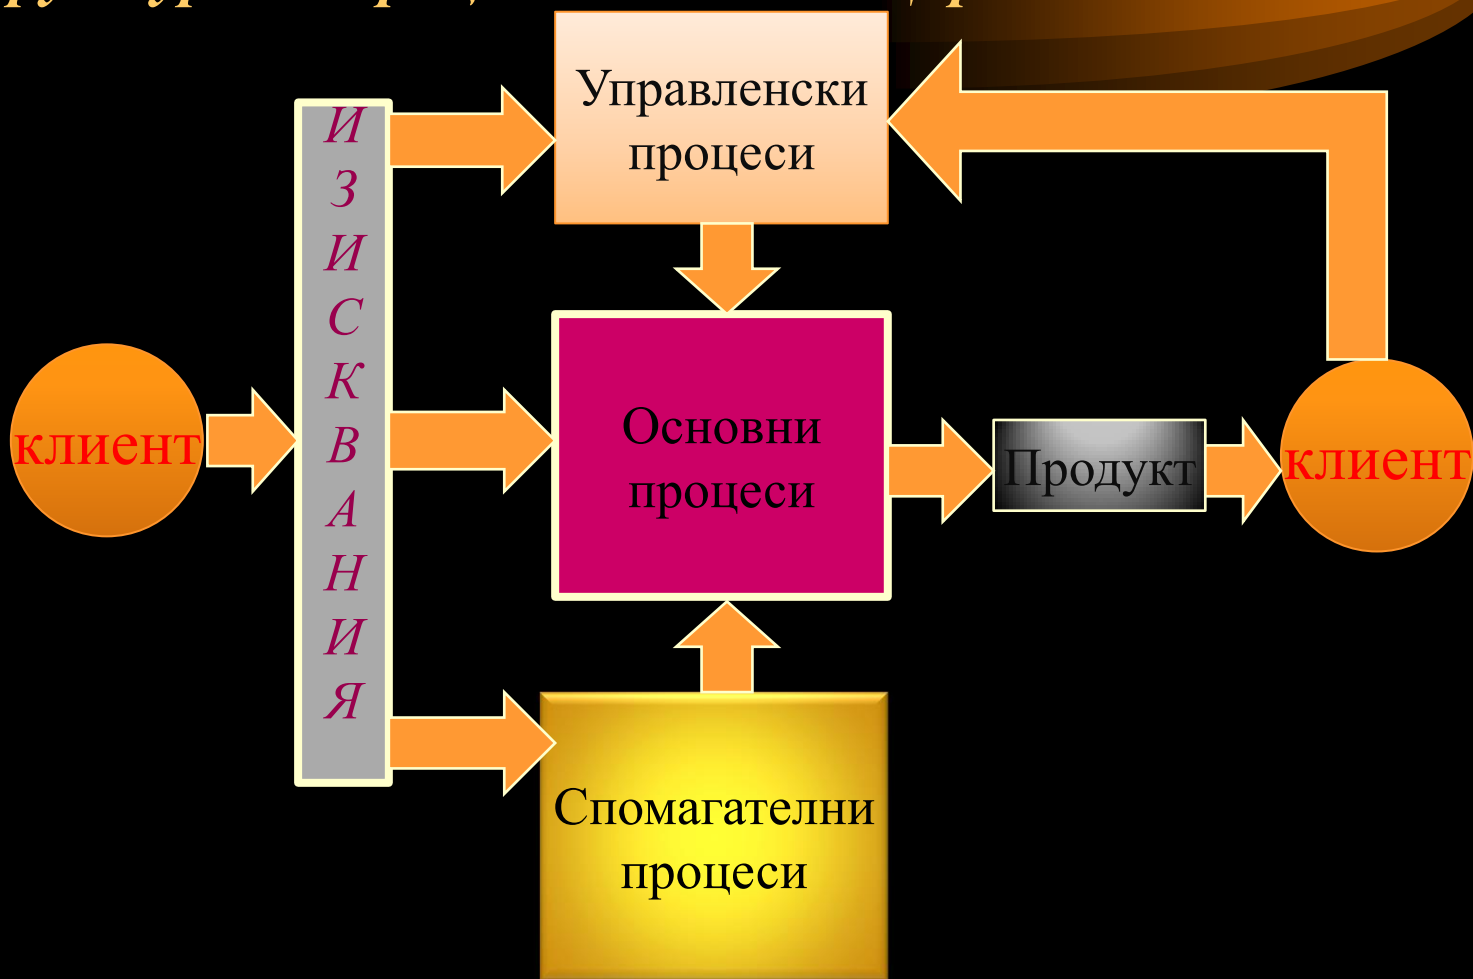 Управленски
процеси
И
З
И
С
К
В
А
Н
И
Я
клиент
Основни
процеси
Продукт
клиент
Спомагателни
процеси